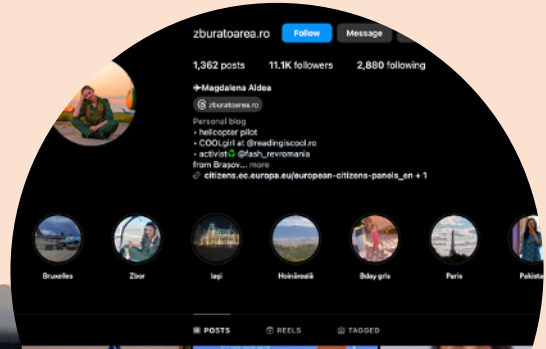 zburatoarea.ro Follow Message
1,362 posts 11.1K followers 2,880 following
✈Magdalena Aldea
zburatoarea.ro
Personal blog
• helicopter pilot
• COOLgirl at @readingiscool.ro
• activist♻ @fash_revromania
from Brașov... more
citizens.ec.europa.eu/european-citizens-panels_en + 1
Bruxelles Zbor Iași Hoinăreală Bday gris Paris Pakista
POSTS REELS TAGGED